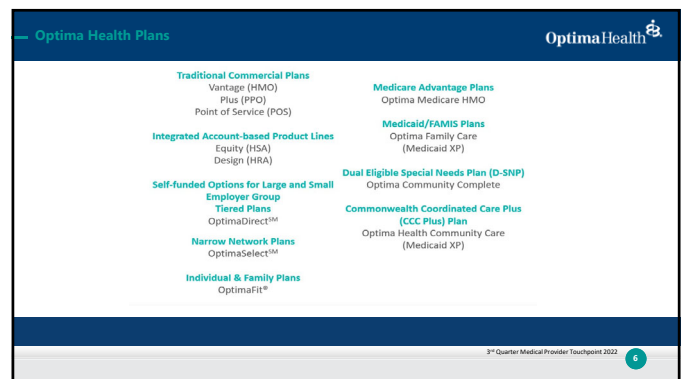 Optima Health Plans
OptimaHealth
Traditional Commercial Plans
Vantage (HMO)
Plus (PPO)
Point of Service (POS)
Integrated Account-based Product Lines
Equity (HSA)
Design (HRA)
Self-funded Options for Large and Small
Employer Group
Tiered Plans
OptimaDirect℠
Narrow Network Plans
OptimaSelect℠
Individual & Family Plans
OptimaFit®
Medicare Advantage Plans
Optima Medicare HMO
Medicaid/FAMIS Plans
Optima Family Care
(Medicaid XP)
Dual Eligible Special Needs Plan (D-SNP)
Optima Community Complete
Commonwealth Coordinated Care Plus
(CCC Plus) Plan
Optima Health Community Care
(Medicaid XP)
3rd Quarter Medical Provider Touchpoint 2022
6